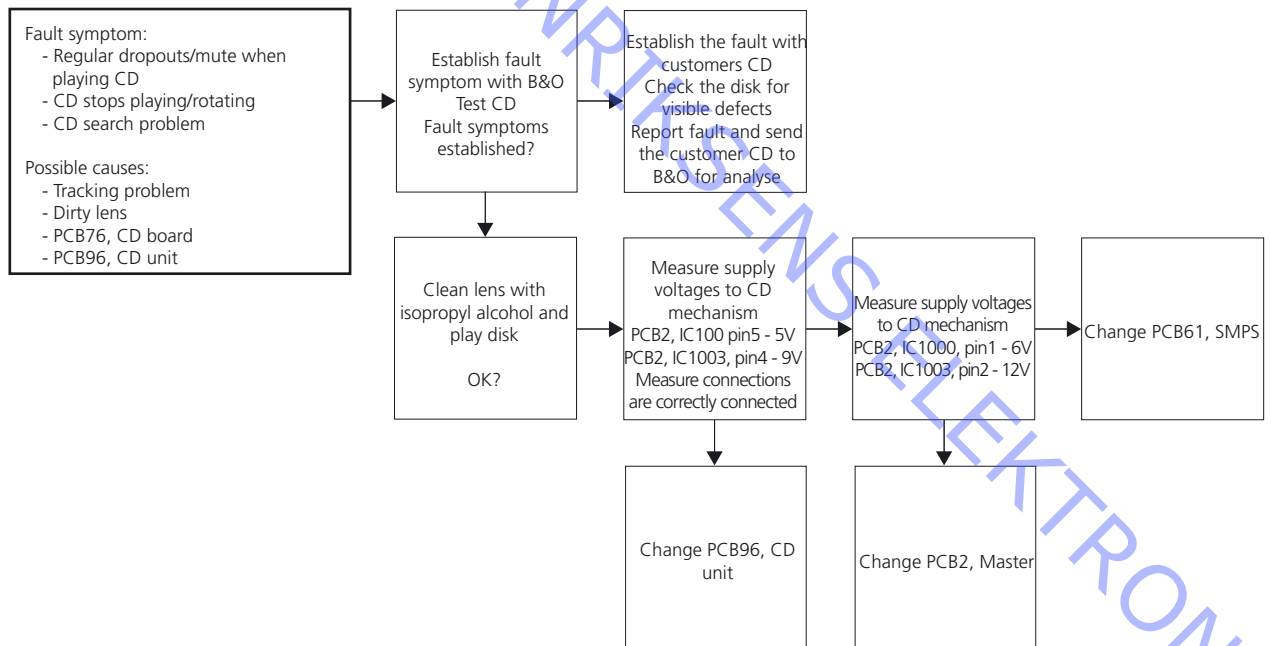 Fault symptom:
- Regular dropouts/mute when
playing CD
- CD stops playing/rotating
- CD search problem
Possible causes:
- Tracking problem
- Dirty lens
- PCB76, CD board
- PCB96, CD unit
Establish fault
symptom with B&O
Test CD
Fault symptoms
established?
Establish the fault with
customers CD
Check the disk for
visible defects
Report fault and send
the customer CD to
B&O for analyse
Clean lens with
isopropyl alcohol and
play disk
OK?
Measure supply
voltages to CD
mechanism
PCB2, IC100 pin5 - 5V
PCB2, IC1003, pin4 - 9V
Measure connections
are correctly connected
Measure supply voltages
to CD mechanism
PCB2, IC1000, pin1 - 6V
PCB2, IC1003, pin2 - 12V
Change PCB61, SMPS
Change PCB96, CD
unit
Change PCB2, Master
NRIKSENS ELEKTRON